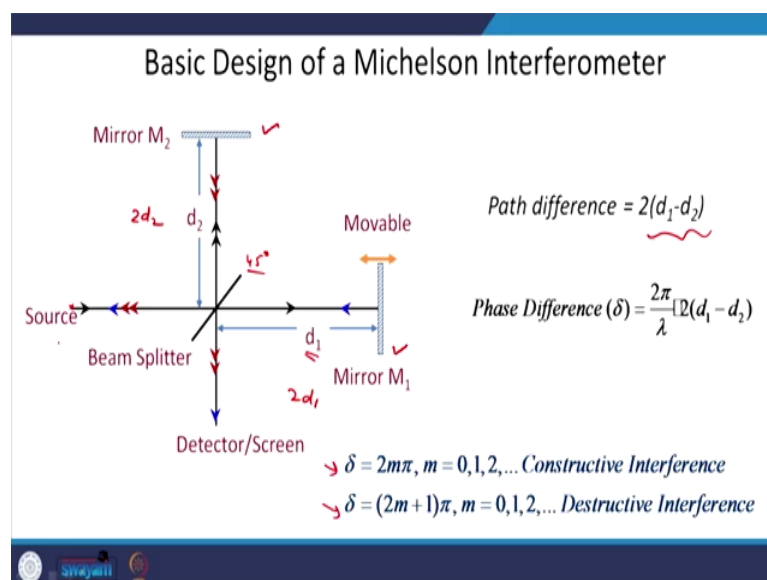 Basic Design of a Michelson Interferometer
Mirror M₂
2d₂ d₂
Movable
45°
Source
Beam Splitter
d₁
2d₁
Mirror M₁
Detector/Screen
Path difference = 2(d₁-d₂)
Phase Difference (δ) = 2π/λ □2(d₁ − d₂)
δ = 2mπ, m = 0,1,2,... Constructive Interference
δ = (2m+1)π, m = 0,1,2,... Destructive Interference
swayam